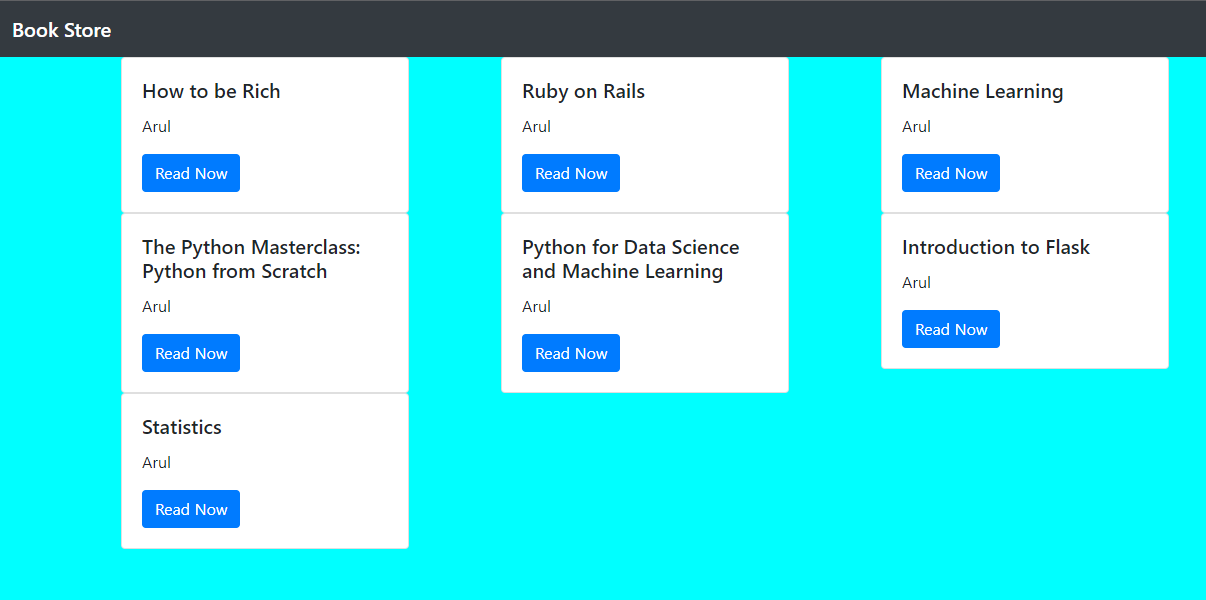 Book Store
How to be Rich
Arul
Read Now
Ruby on Rails
Arul
Read Now
Machine Learning
Arul
Read Now
The Python Masterclass:
Python from Scratch
Arul
Read Now
Python for Data Science
and Machine Learning
Arul
Read Now
Introduction to Flask
Arul
Read Now
Statistics
Arul
Read Now